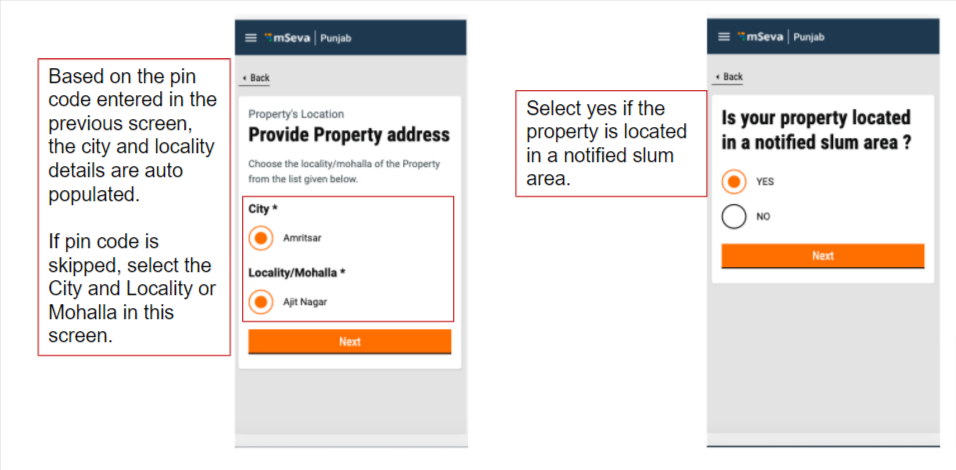 Based on the pin
code entered in the
previous screen,
the city and locality
details are auto
populated.
If pin code is
skipped, select the
City and Locality or
Mohalla in this
screen.
mSeva | Punjab
Back
Property's Location
Provide Property address
Choose the locality/mohalla of the Property
from the list given below.
City *
Amritsar
Locality/Mohalla *
Ajit Nagar
Next
Select yes if the
property is located
in a notified slum
area.
mSeva | Punjab
Back
Is your property located
in a notified slum area ?
YES
NO
Next